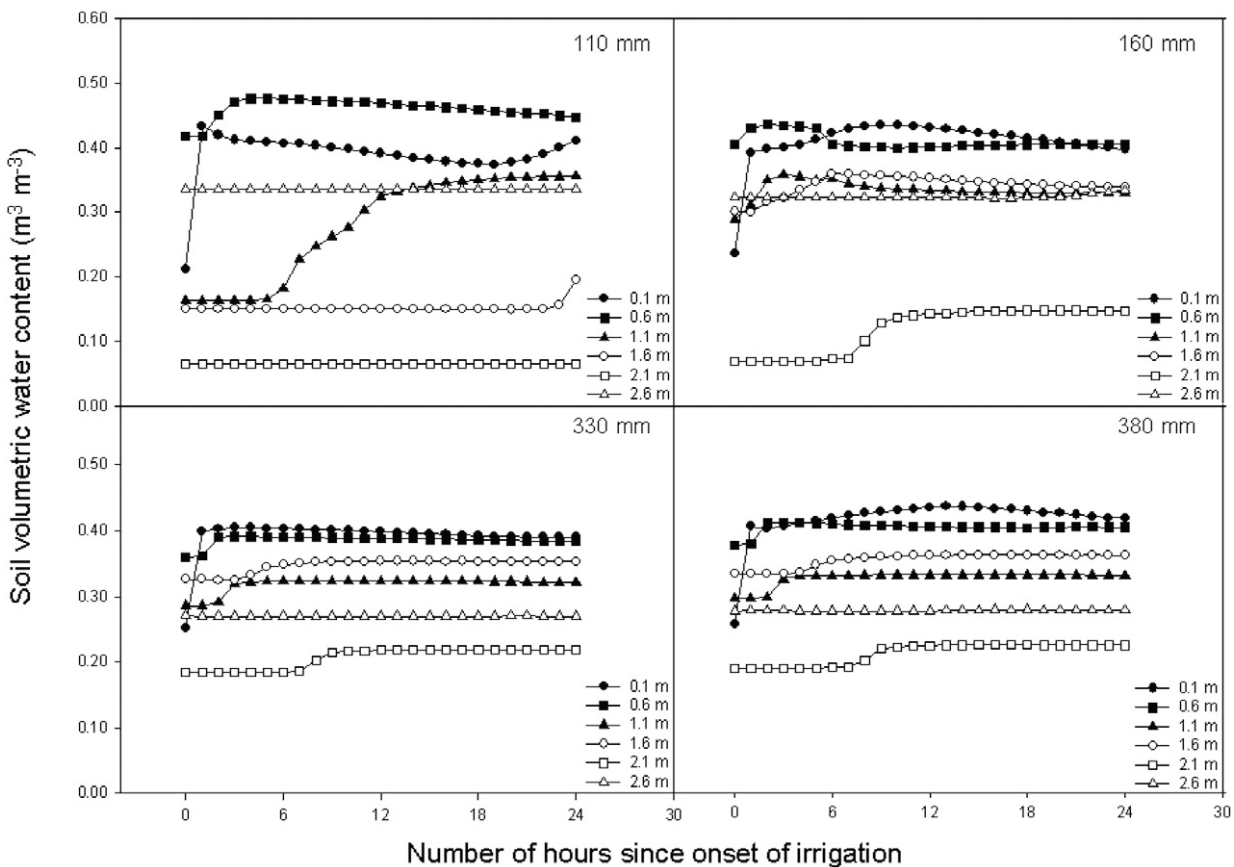 Soil volumetric water content (m³ m⁻³)
0.60
0.50
0.40
0.30
0.20
0.10
0.00
110 mm
0.1 m
0.6 m
1.1 m
1.6 m
2.1 m
2.6 m
160 mm
0.1 m
0.6 m
1.1 m
1.6 m
2.1 m
2.6 m
0.50
0.40
0.30
0.20
0.10
0.00
330 mm
0.1 m
0.6 m
1.1 m
1.6 m
2.1 m
2.6 m
380 mm
0.1 m
0.6 m
1.1 m
1.6 m
2.1 m
2.6 m
0 6 12 18 24 30
0 6 12 18 24 30
Number of hours since onset of irrigation